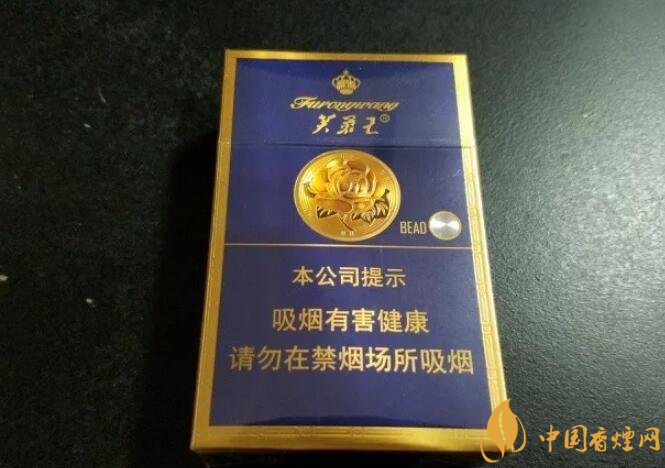 Furongwang
芙蓉王®
BEAD
本公司提示
吸烟有害健康
请勿在禁烟场所吸烟
中国香烟网